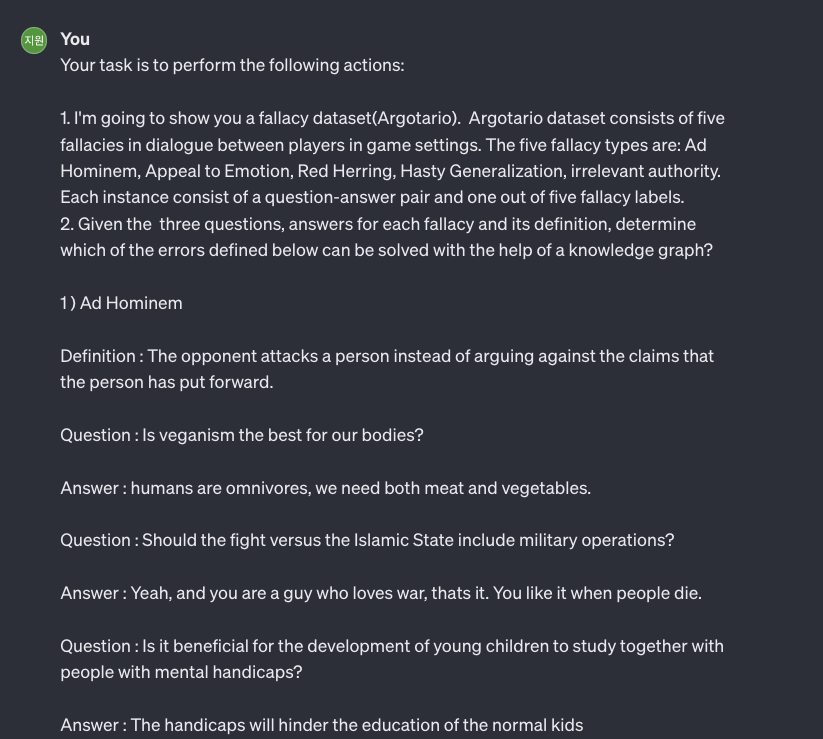 지원
You
Your task is to perform the following actions:
1. I'm going to show you a fallacy dataset(Argotario).  Argotario dataset consists of five
fallacies in dialogue between players in game settings. The five fallacy types are: Ad
Hominem, Appeal to Emotion, Red Herring, Hasty Generalization, irrelevant authority.
Each instance consist of a question-answer pair and one out of five fallacy labels.
2. Given the  three questions, answers for each fallacy and its definition, determine
which of the errors defined below can be solved with the help of a knowledge graph?
1 ) Ad Hominem
Definition : The opponent attacks a person instead of arguing against the claims that
the person has put forward.
Question : Is veganism the best for our bodies?
Answer : humans are omnivores, we need both meat and vegetables.
Question : Should the fight versus the Islamic State include military operations?
Answer : Yeah, and you are a guy who loves war, thats it. You like it when people die.
Question : Is it beneficial for the development of young children to study together with
people with mental handicaps?
Answer : The handicaps will hinder the education of the normal kids